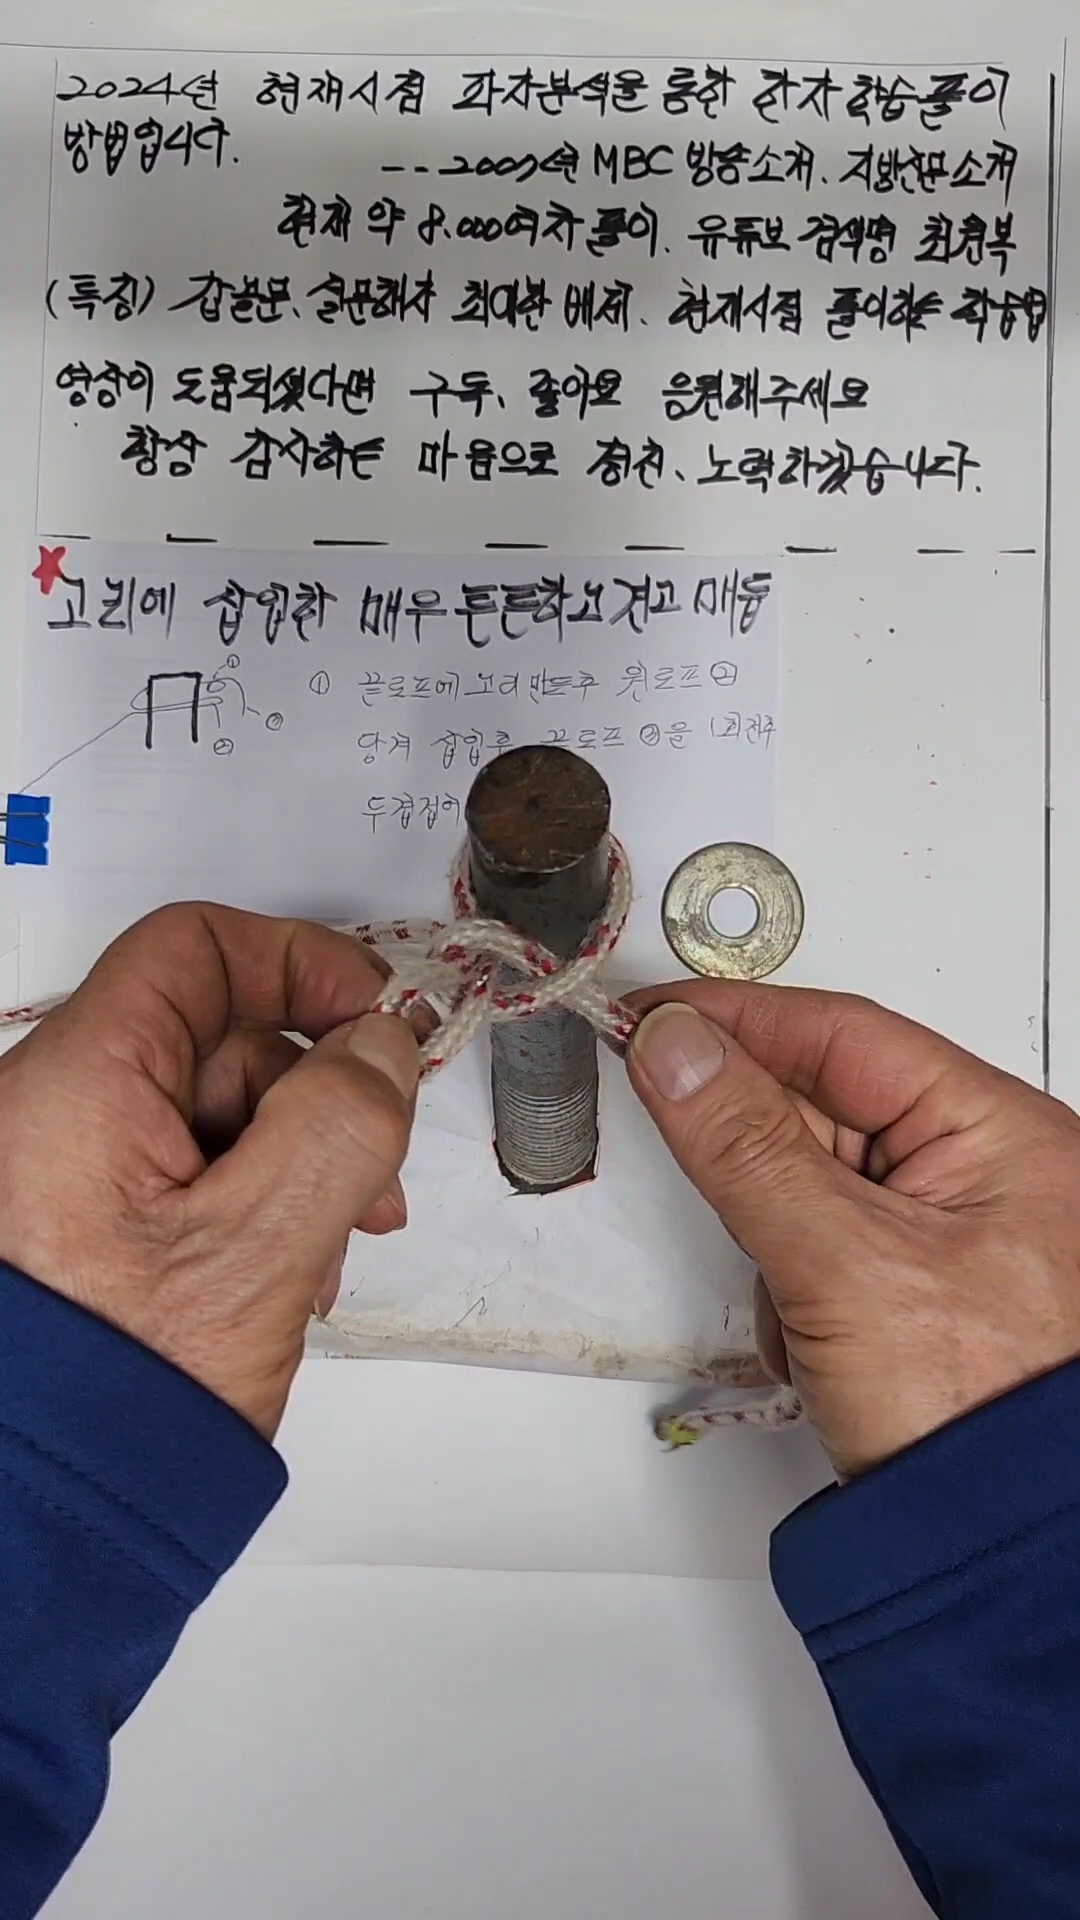 2024년 현재시점 파자분석을 통한 한자 학습풀이
방법입니다.
--- 2007년 MBC 방송소개. 지방신문소개
현재 약 8.000여자 풀이. 유튜브 검색명 최천복
(특징) 갑골문, 설문해자 최대한 배제. 현재시점 풀이하는 학습법
영상이 도움되셨다면 구독, 좋아요 응원해주세요
항상 감사하는 마음으로 정진, 노력하겠습니다.
고리에 삽입한 매우 튼튼하고 견고 매듭
① ① 끝로프에 고리 만든후 원로프 ②
③
② 당겨 삽입후 끝로프 ③을 1회전후
두겹집어